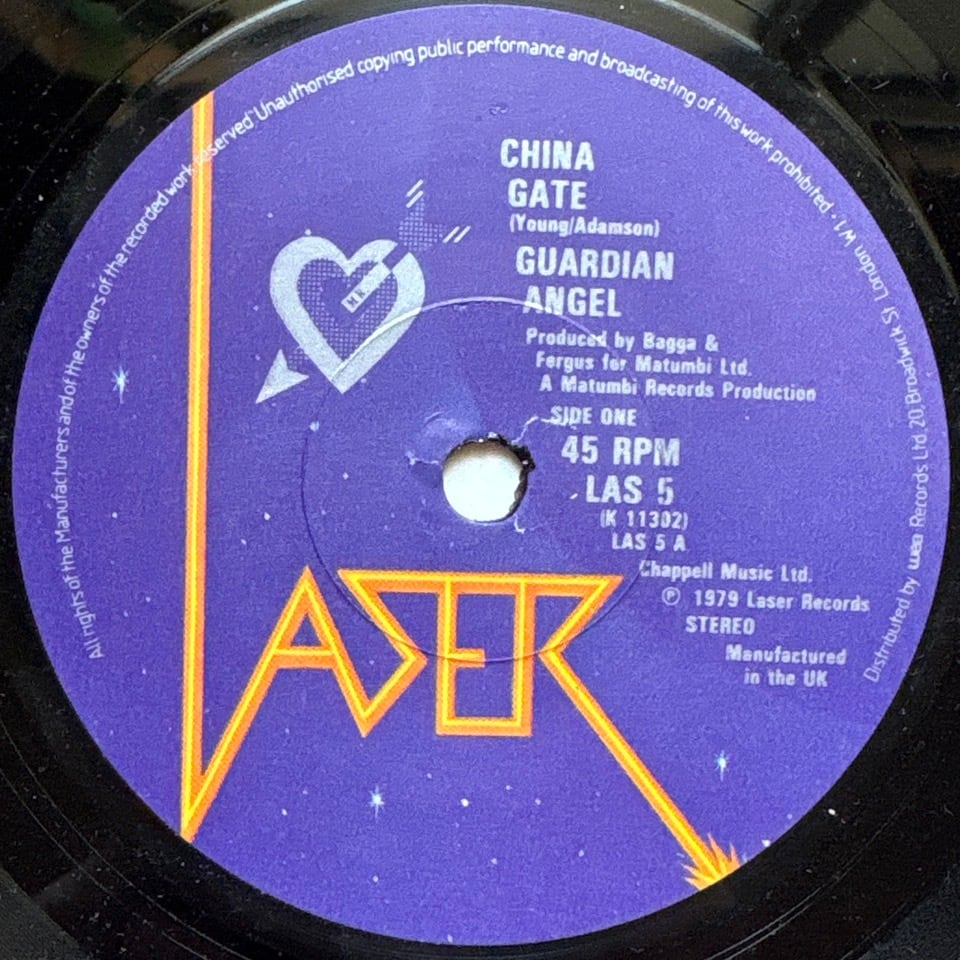 All rights of the Manufacturers and of the owners of the recorded work reserved Unauthorised copying public performance and broadcasting of this work prohibited
CHINA
GATE
(Young/Adamson)
GUARDIAN
ANGEL
Produced by Bagga &
Fergus for Matumbi Ltd.
A Matumbi Records Production
SIDE ONE
45 RPM
LAS 5
(K 11302)
LAS 5 A
Chappell Music Ltd.
Ⓟ 1979 Laser Records
STEREO
Manufactured
in the UK
Distributed by wea Records Ltd. 20, Broadwick St London W1
LASER